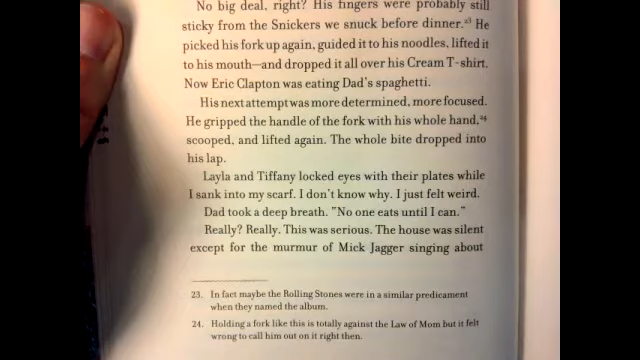 No big deal, right? His fingers were probably still
sticky from the Snickers we snuck before dinner.²³ He
picked his fork up again, guided it to his noodles, lifted it
to his mouth—and dropped it all over his Cream T-shirt.
Now Eric Clapton was eating Dad's spaghetti.
His next attempt was more determined, more focused.
He gripped the handle of the fork with his whole hand,²⁴
scooped, and lifted again. The whole bite dropped into
his lap.
Layla and Tiffany locked eyes with their plates while
I sank into my scarf. I don't know why. I just felt weird.
Dad took a deep breath. "No one eats until I can."
Really? Really. This was serious. The house was silent
except for the murmur of Mick Jagger singing about
23. In fact maybe the Rolling Stones were in a similar predicament
when they named the album.
24. Holding a fork like this is totally against the Law of Mom but it felt
wrong to call him out on it right then.